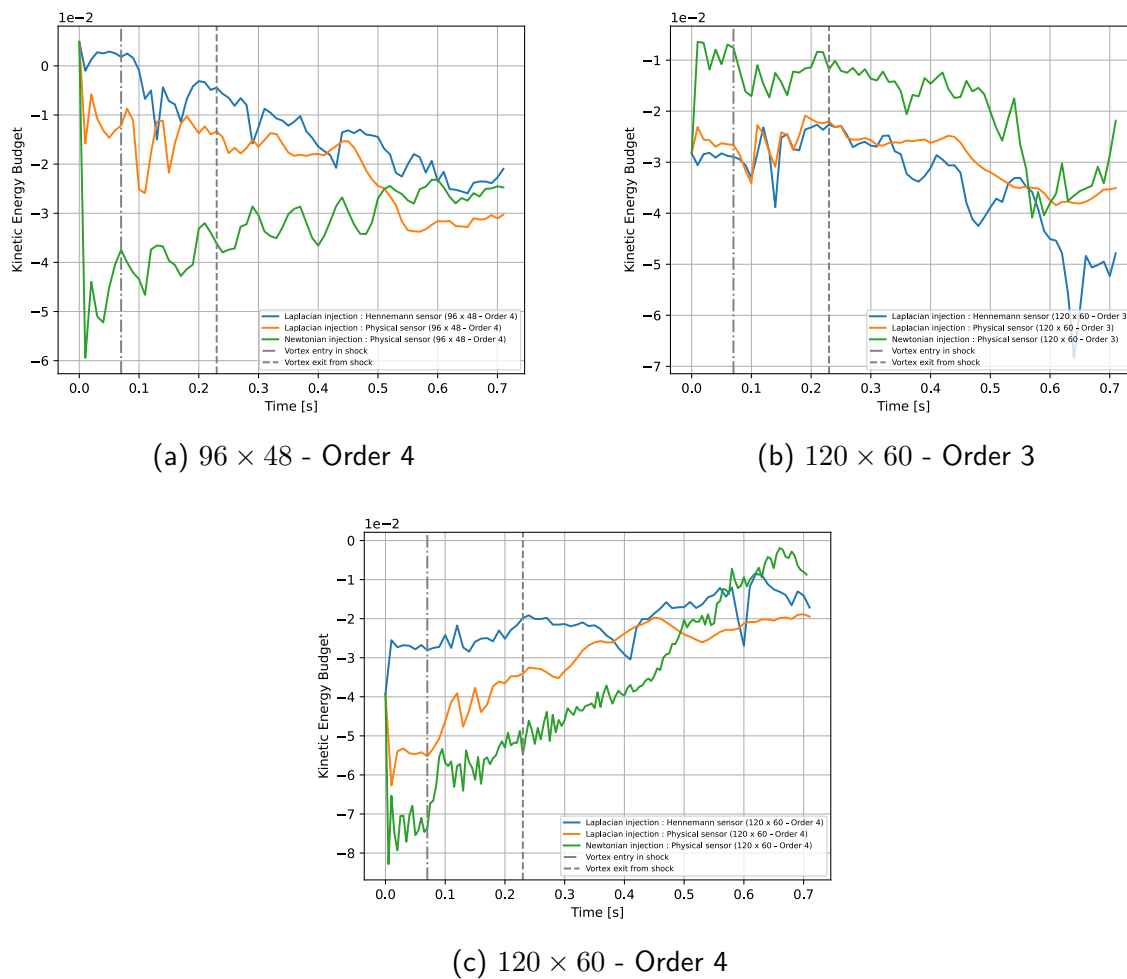 1e−2
0
−1
−2
−3
−4
−5
−6
Kinetic Energy Budget
Laplacian injection : Hennemann sensor (96 x 48 – Order 4)
Laplacian injection : Physical sensor (96 x 48 – Order 4)
Newtonian injection : Physical sensor (96 x 48 – Order 4)
Vortex entry in shock
Vortex exit from shock
0.0 0.1 0.2 0.3 0.4 0.5 0.6 0.7
Time [s]
(a) 96 × 48 - Order 4
1e−2
−1
−2
−3
−4
−5
−6
−7
Kinetic Energy Budget
Laplacian injection : Hennemann sensor (120 x 60 – Order 3)
Laplacian injection : Physical sensor (120 x 60 – Order 3)
Newtonian injection : Physical sensor (120 x 60 – Order 3)
Vortex entry in shock
Vortex exit from shock
0.0 0.1 0.2 0.3 0.4 0.5 0.6 0.7
Time [s]
(b) 120 × 60 - Order 3
1e−2
0
−1
−2
−3
−4
−5
−6
−7
−8
Kinetic Energy Budget
Laplacian injection : Hennemann sensor (120 x 60 – Order 4)
Laplacian injection : Physical sensor (120 x 60 – Order 4)
Newtonian injection : Physical sensor (120 x 60 – Order 4)
Vortex entry in shock
Vortex exit from shock
0.0 0.1 0.2 0.3 0.4 0.5 0.6 0.7
Time [s]
(c) 120 × 60 - Order 4